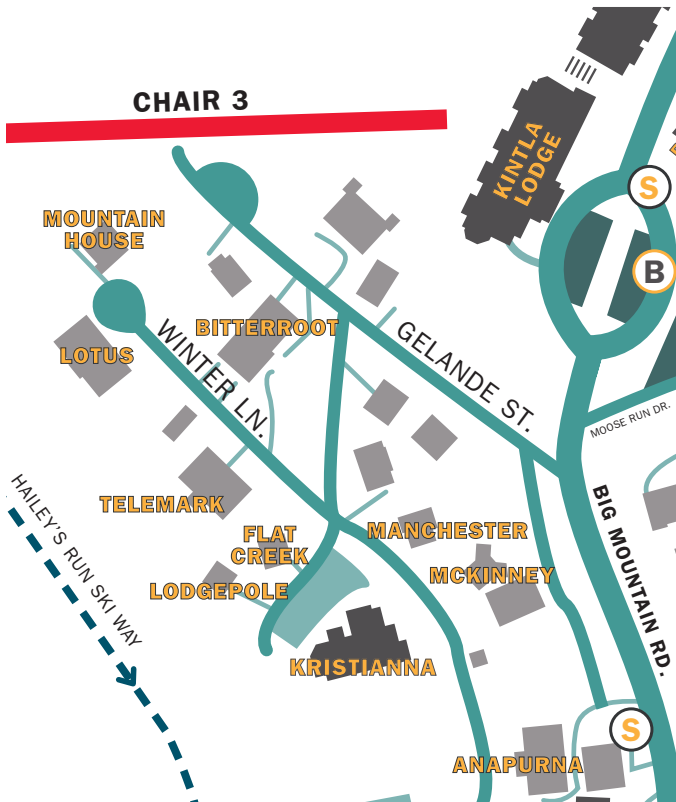 CHAIR 3
KINTLA
LODGE
S
MOUNTAIN
HOUSE
B
BITTERROOT
LOTUS
WINTER LN.
GELANDE ST.
MOOSE RUN DR.
HAILEY'S RUN SKI WAY
TELEMARK
BIG MOUNTAIN RD.
FLAT
CREEK
MANCHESTER
LODGEPOLE
MCKINNEY
KRISTIANNA
S
ANAPURNA